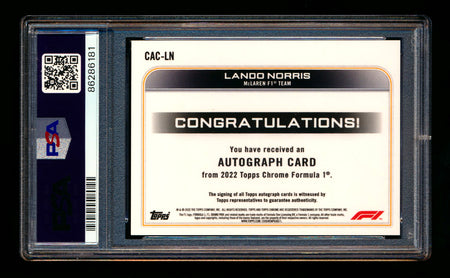 CAC-LN
LANDO NORRIS
McLAREN F1® TEAM
CONGRATULATIONS!
You have received an
AUTOGRAPH CARD
from 2022 Topps Chrome Formula 1®.
The signing of all Topps autograph cards is witnessed by
Topps representatives to guarantee authenticity.
Topps
F1
PSA
86286181